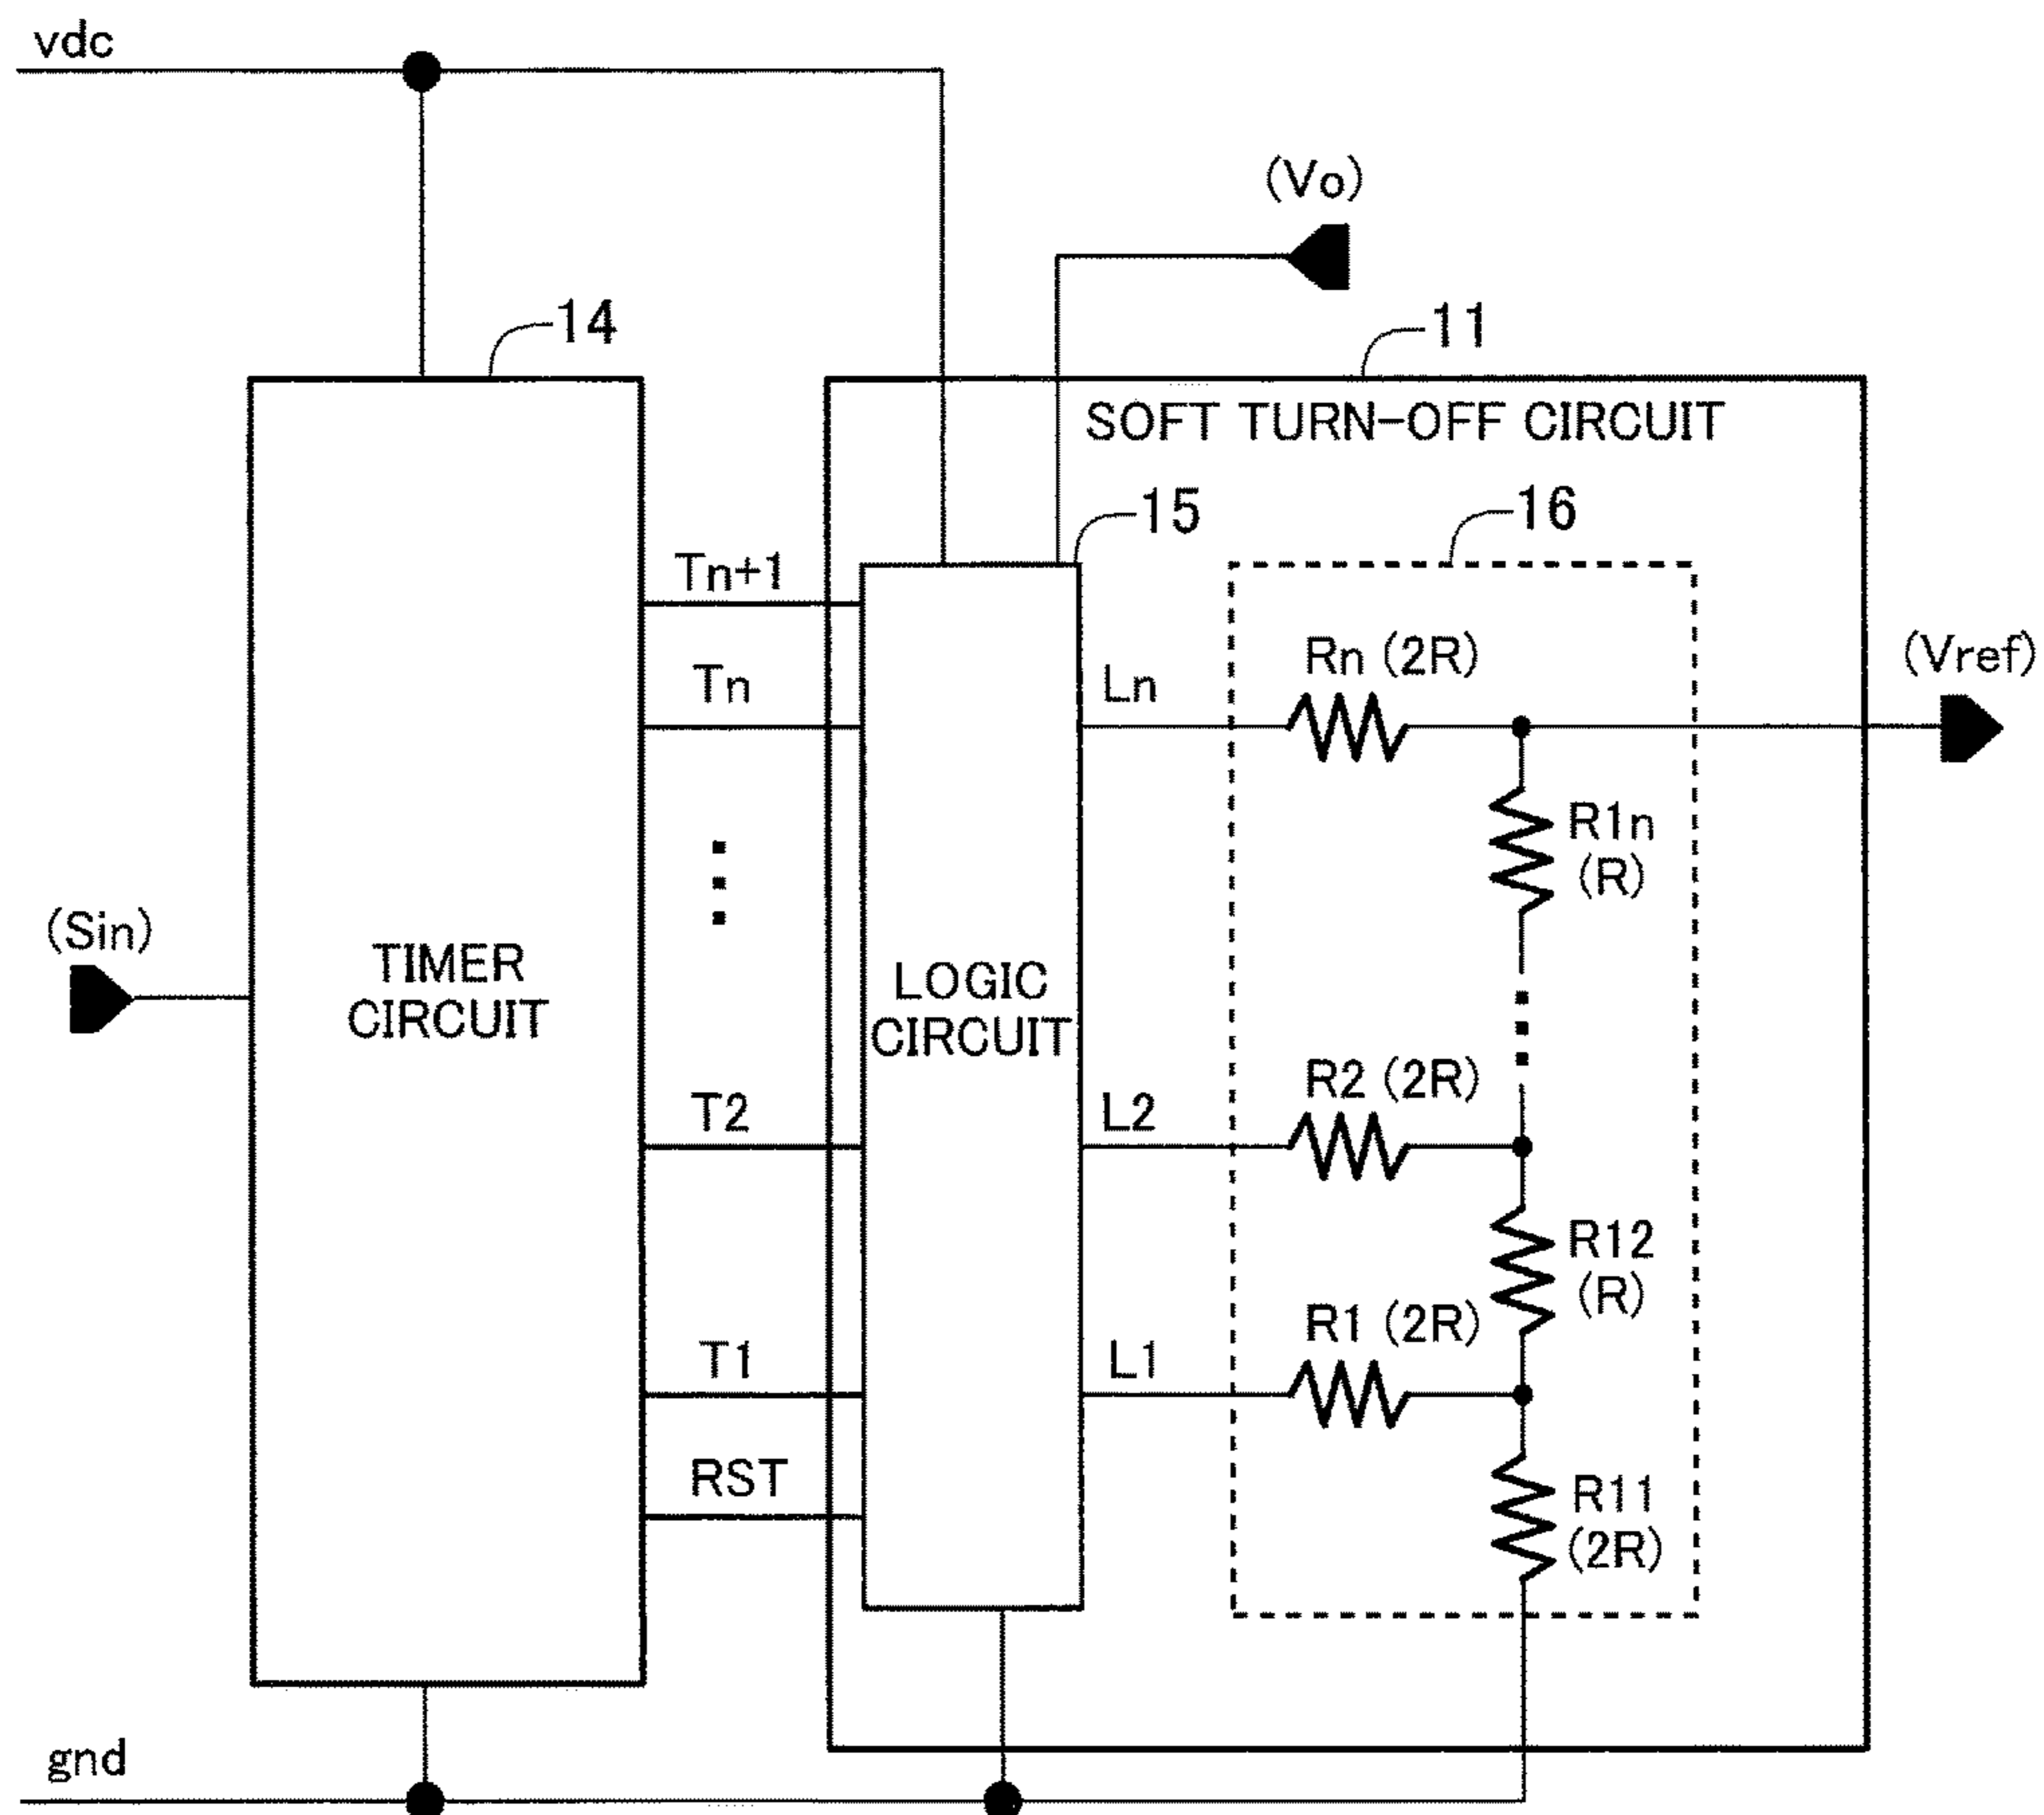 vdc
(Vo)
14
11
SOFT TURN-OFF CIRCUIT
15
16
Tn+1
Rn (2R)
(Vref)
Tn
Ln
R1n
(R)
(Sin)
TIMER
CIRCUIT
LOGIC
CIRCUIT
R2 (2R)
T2
L2
R12
(R)
R1 (2R)
T1
L1
RST
R11
(2R)
gnd